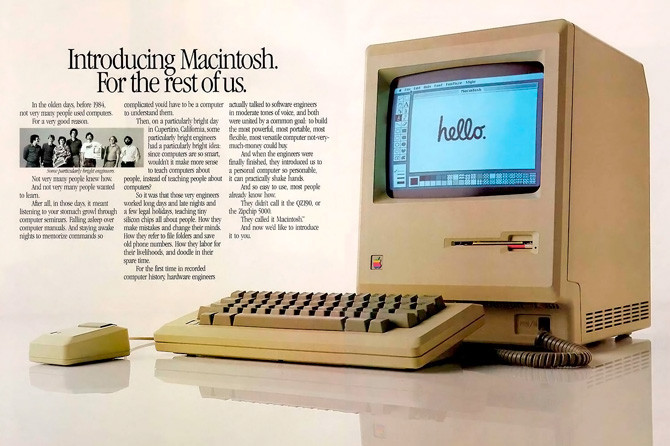 Introducing Macintosh.
For the rest of us.
In the olden days, before 1984,
not very many people used computers.
For a very good reason.
Some particularly bright engineers.
Not very many people knew how.
And not very many people wanted
to learn.
After all, in those days, it meant
listening to your stomach growl through
computer seminars. Falling asleep over
computer manuals. And staying awake
nights to memorize commands so
complicated you'd have to be a computer
to understand them.
Then, on a particularly bright day
in Cupertino, California, some
particularly bright engineers
had a particularly bright idea:
since computers are so smart,
wouldn't it make more sense
to teach computers about
people, instead of teaching people about
computers?
So it was that those very engineers
worked long days and late nights and
a few legal holidays, teaching tiny
silicon chips all about people. How they
make mistakes and change their minds.
How they refer to file folders and save
old phone numbers. How they labor for
their livelihoods, and doodle in their
spare time.
For the first time in recorded
computer history, hardware engineers
actually talked to software engineers
in moderate tones of voice, and both
were united by a common goal: to build
the most powerful, most portable, most
flexible, most versatile computer not-very-
much-money could buy.
And when the engineers were
finally finished, they introduced us to
a personal computer so personable,
it can practically shake hands.
And so easy to use, most people
already know how.
They didn't call it the QZ190, or
the Zipchip 5000.
They called it Macintosh.™
And now we'd like to introduce
it to you.
Macintosh
hello.